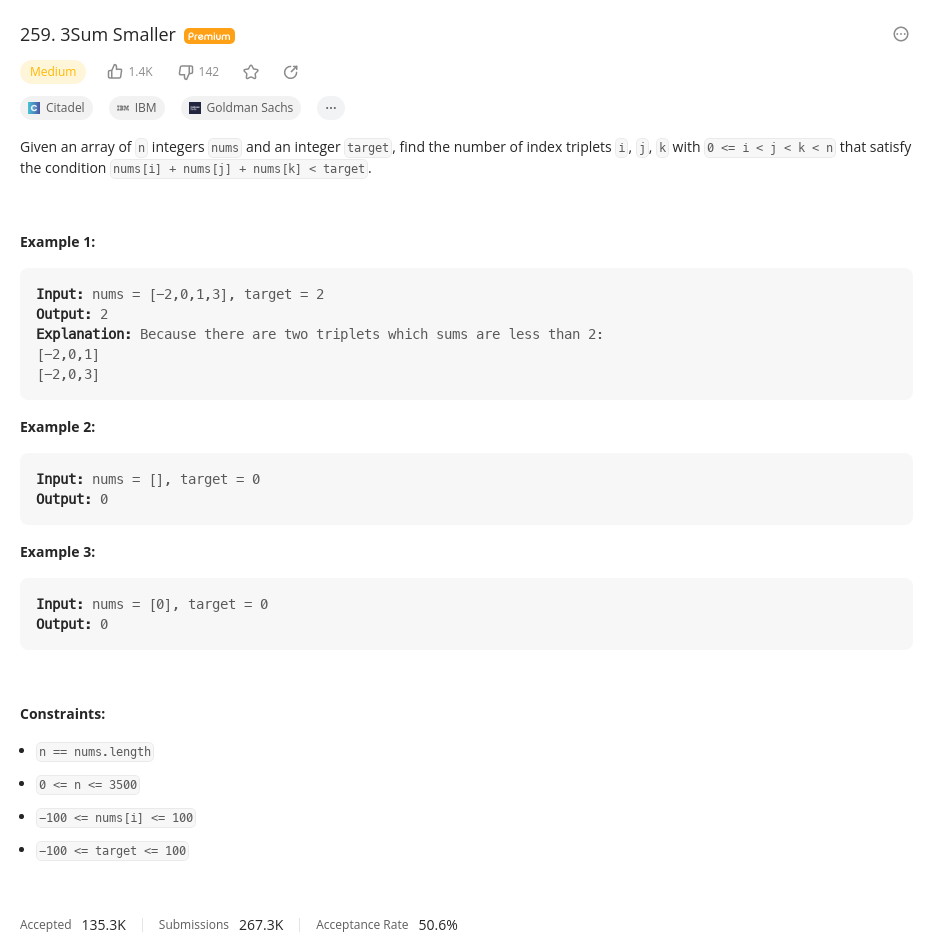 259. 3Sum Smaller Premium
Medium 1.4K 142
C Citadel IBM IBM Goldman Sachs ...
Given an array of n integers nums and an integer target, find the number of index triplets i, j, k with 0 <= i < j < k < n that satisfy
the condition nums[i] + nums[j] + nums[k] < target.
Example 1:
Input: nums = [-2,0,1,3], target = 2
Output: 2
Explanation: Because there are two triplets which sums are less than 2:
[-2,0,1]
[-2,0,3]
Example 2:
Input: nums = [], target = 0
Output: 0
Example 3:
Input: nums = [0], target = 0
Output: 0
Constraints:
n == nums.length
0 <= n <= 3500
-100 <= nums[i] <= 100
-100 <= target <= 100
Accepted 135.3K Submissions 267.3K Acceptance Rate 50.6%